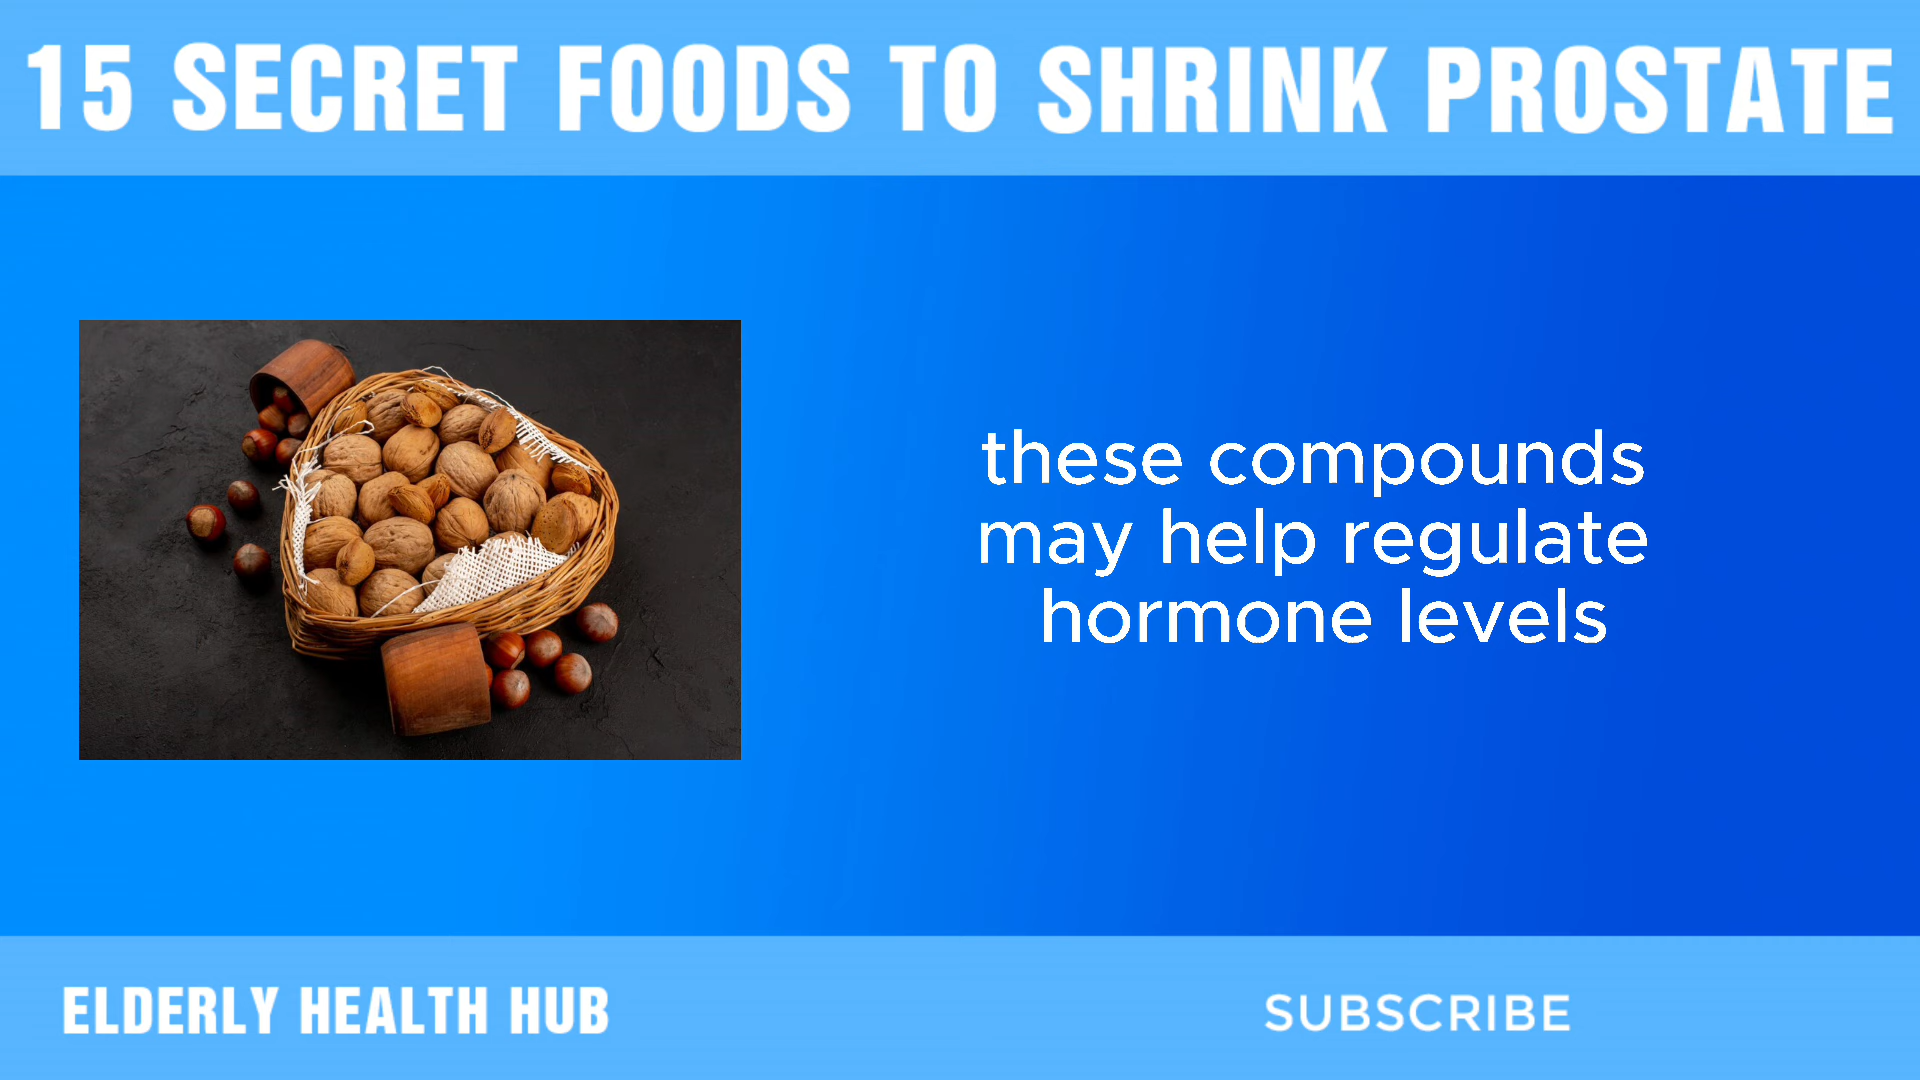 15 SECRET FOODS TO SHRINK PROSTATE
these compounds
may help regulate
hormone levels
ELDERLY HEALTH HUB
SUBSCRIBE